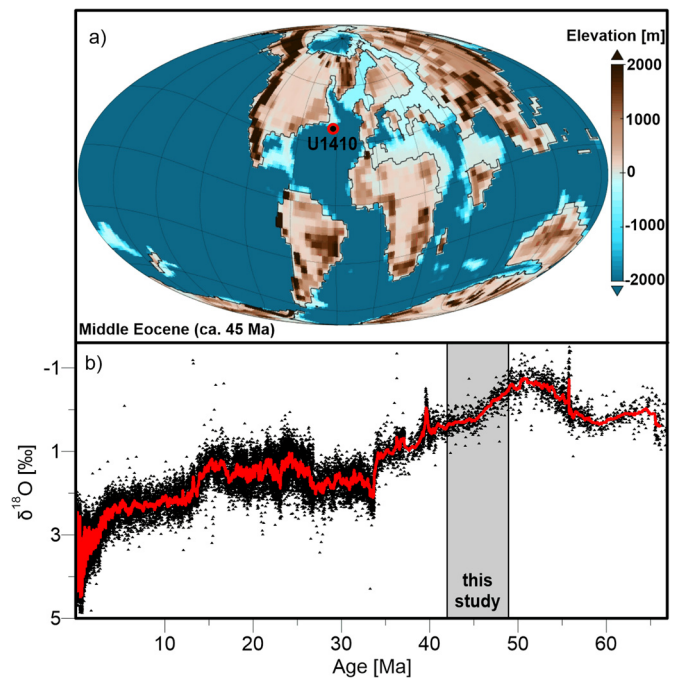 a)
Elevation [m]
2000
1000
0
-1000
-2000
U1410
Middle Eocene (ca. 45 Ma)
b)
-1
1
3
5
δ18O [‰]
this
study
10
20
30
40
50
60
Age [Ma]